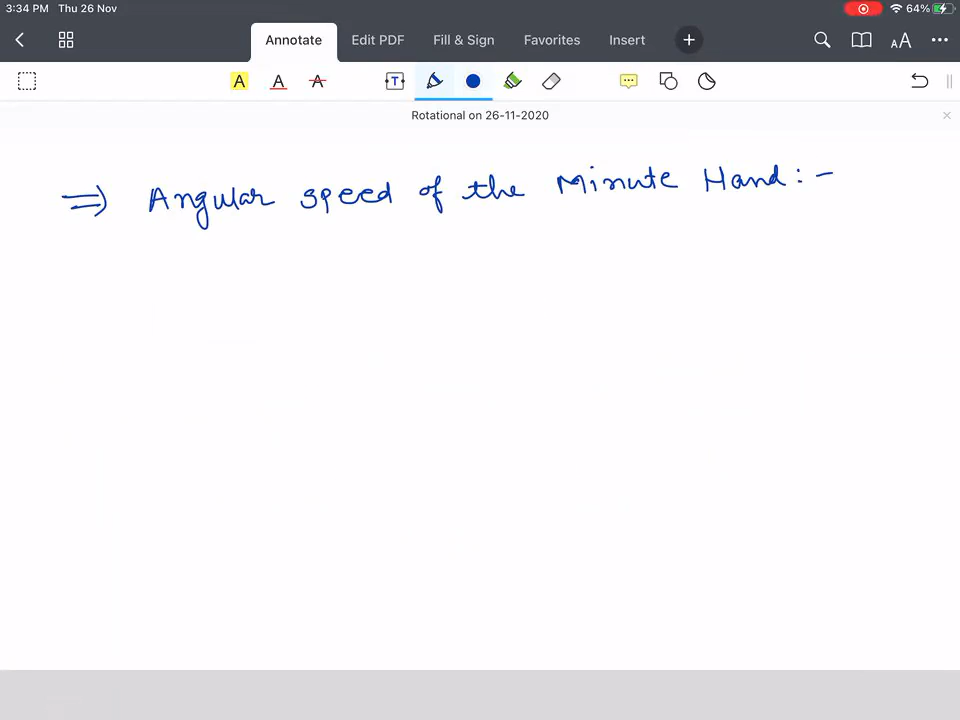 3:34 PM Thu 26 Nov 64%
Annotate Edit PDF Fill & Sign Favorites Insert
AA
A A A T
Rotational on 26-11-2020
⇒ Angular speed of the Minute Hand :-